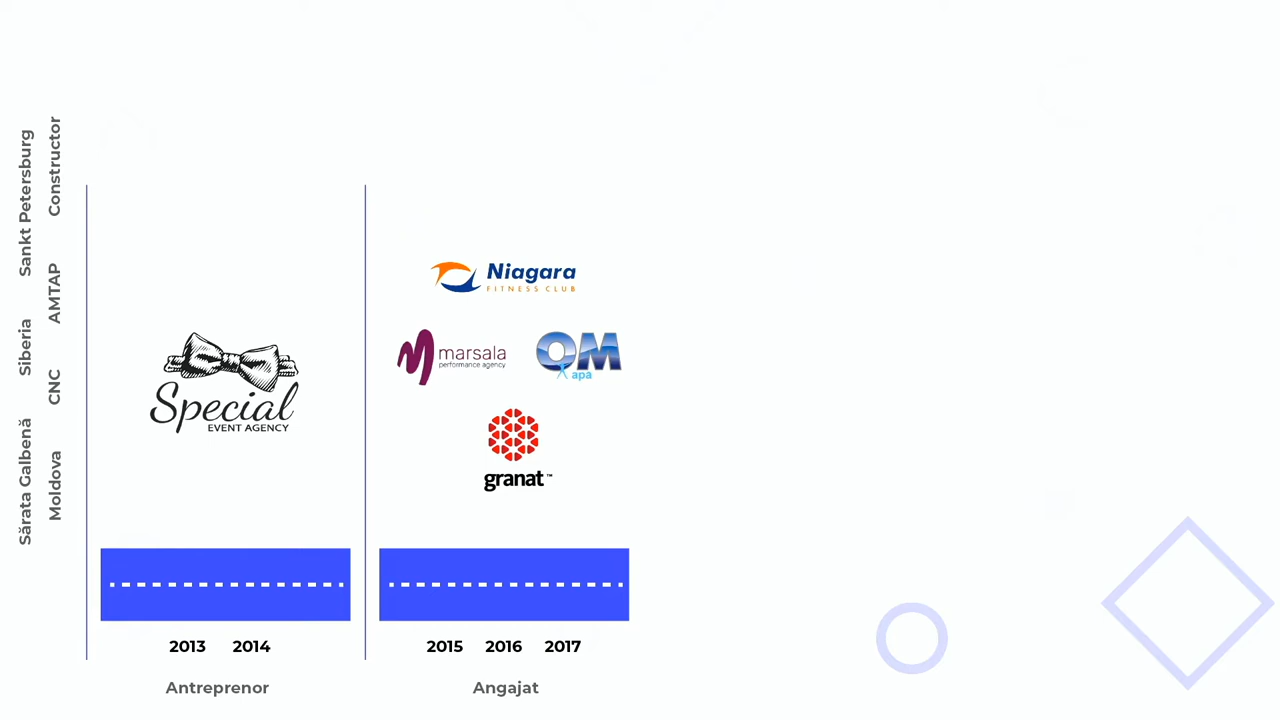 Sankt Petersburg
Constructor
Siberia
AMTAP
Sărata Galbenă
CNC
Moldova
Special
EVENT AGENCY
Niagara
FITNESS CLUB
marsala
performance agency
OM
apa
granat™
2013 2014
2015 2016 2017
Antreprenor
Angajat